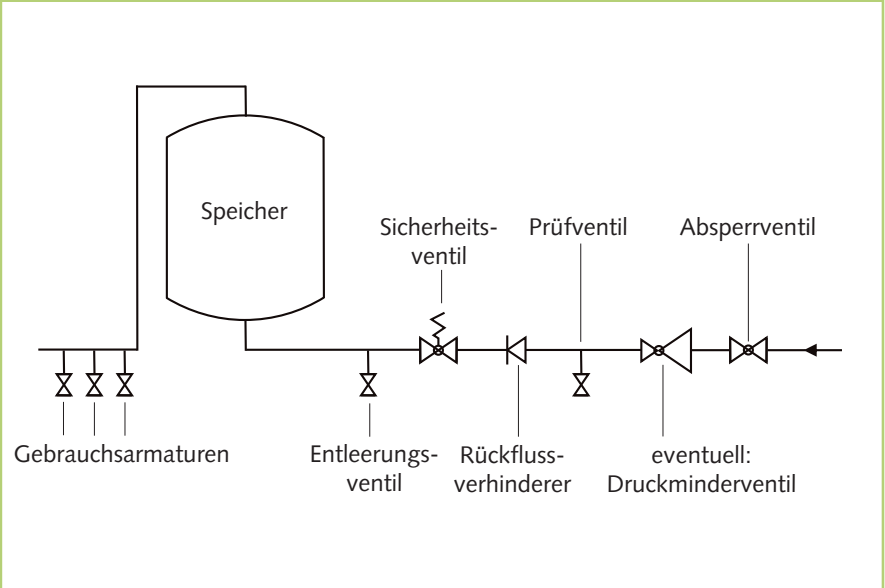 Speicher
Sicherheits-
ventil
Prüfventil
Absperrventil
Gebrauchsarmaturen
Entleerungs-
ventil
Rückfluss-
verhinderer
eventuell:
Druckminderventil